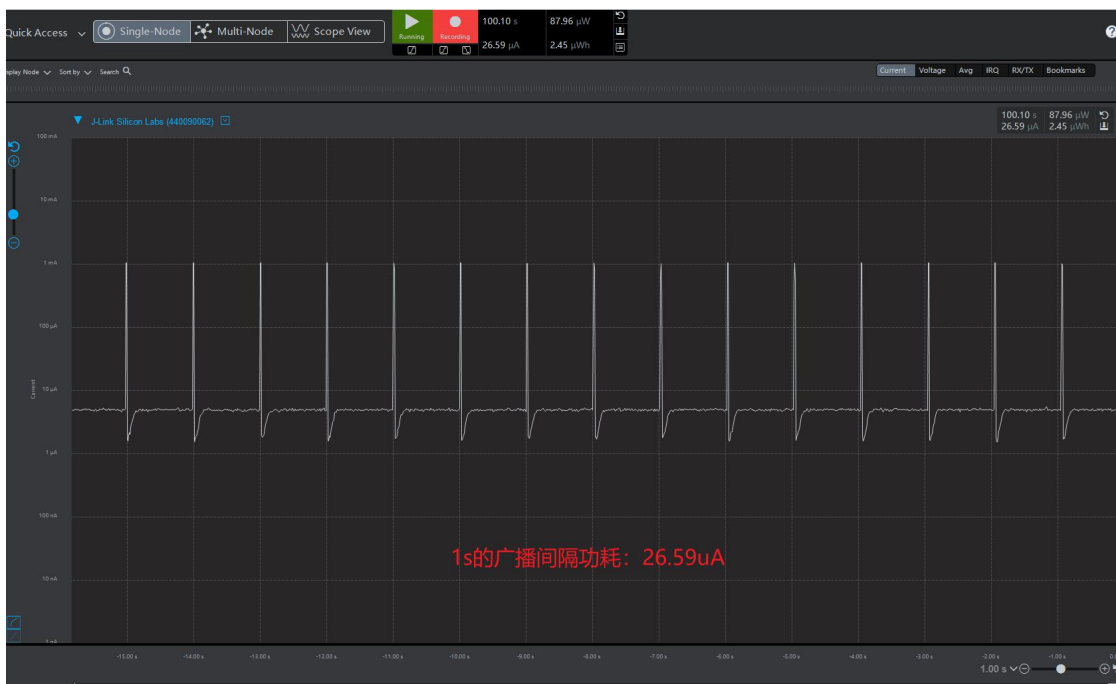 Quick Access Single-Node Multi-Node Scope View
Running Recording
100.10 s 87.96 μW
26.59 μA 2.45 μWh
Display Node Sort by Search
Current Voltage Avg IRQ RX/TX Bookmarks
J-Link Silicon Labs (440090062)
100.10 s 87.96 μW
26.59 μA 2.45 μWh
100 mA
10 mA
1 mA
100 μA
10 μA
Current
1 μA
100 nA
1s的广播间隔功耗：26.59uA
10 nA
1 nA
-15.00 s -14.00 s -13.00 s -12.00 s -11.00 s -10.00 s -9.00 s -8.00 s -7.00 s -6.00 s -5.00 s -4.00 s -3.00 s -2.00 s -1.00 s
1.00 s